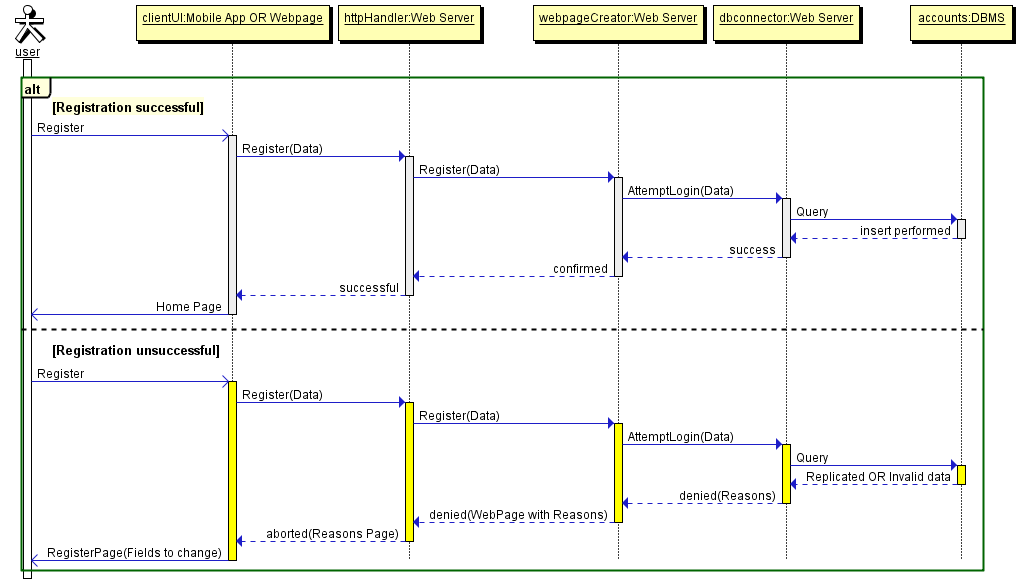 clientUI:Mobile App OR Webpage
httpHandler:Web Server
webpageCreator:Web Server
dbconnector:Web Server
accounts:DBMS
user
alt
[Registration successful]
Register
Register(Data)
Register(Data)
AttemptLogin(Data)
Query
insert performed
success
confirmed
successful
Home Page
[Registration unsuccessful]
Register
Register(Data)
Register(Data)
AttemptLogin(Data)
Query
Replicated OR Invalid data
denied(Reasons)
denied(WebPage with Reasons)
aborted(Reasons Page)
RegisterPage(Fields to change)